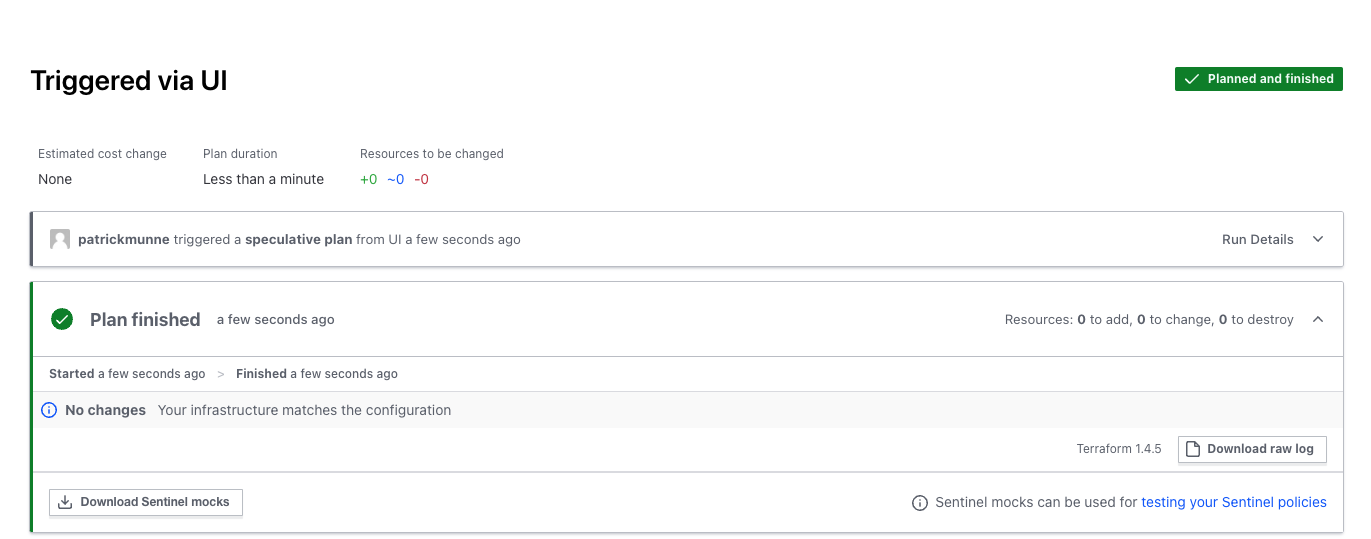 Triggered via UI
Planned and finished
Estimated cost change
None
Plan duration
Less than a minute
Resources to be changed
+0 ~0 -0
patrickmunne triggered a speculative plan from UI a few seconds ago
Run Details
Plan finished a few seconds ago
Resources: 0 to add, 0 to change, 0 to destroy
Started a few seconds ago > Finished a few seconds ago
No changes Your infrastructure matches the configuration
Terraform 1.4.5
Download raw log
Download Sentinel mocks
Sentinel mocks can be used for testing your Sentinel policies